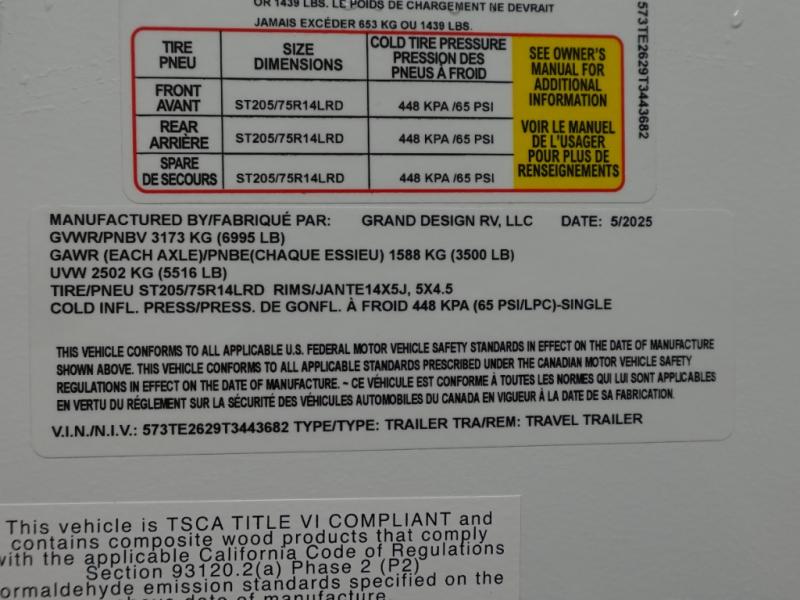 OR 1439 LBS. LE POIDS DE CHARGEMENT NE DEVRAIT
JAMAIS EXCÉDER 653 KG OU 1439 LBS.
TIRE PNEU SIZE DIMENSIONS COLD TIRE PRESSURE PRESSION DES PNEUS À FROID
FRONT AVANT ST205/75R14LRD 448 KPA /65 PSI
REAR ARRIÈRE ST205/75R14LRD 448 KPA /65 PSI
SPARE DE SECOURS ST205/75R14LRD 448 KPA /65 PSI
SEE OWNER'S
MANUAL FOR
ADDITIONAL
INFORMATION
VOIR LE MANUEL
DE L'USAGER
POUR PLUS DE
RENSEIGNEMENTS
573TE2629T3443682
MANUFACTURED BY/FABRIQUÉ PAR: GRAND DESIGN RV, LLC DATE: 5/2025
GVWR/PNBV 3173 KG (6995 LB)
GAWR (EACH AXLE)/PNBE(CHAQUE ESSIEU) 1588 KG (3500 LB)
UVW 2502 KG (5516 LB)
TIRE/PNEU ST205/75R14LRD RIMS/JANTE14X5J, 5X4.5
COLD INFL. PRESS/PRESS. DE GONFL. À FROID 448 KPA (65 PSI/LPC)-SINGLE
THIS VEHICLE CONFORMS TO ALL APPLICABLE U.S. FEDERAL MOTOR VEHICLE SAFETY STANDARDS IN EFFECT ON THE DATE OF MANUFACTURE
SHOWN ABOVE. THIS VEHICLE CONFORMS TO ALL APPLICABLE STANDARDS PRESCRIBED UNDER THE CANADIAN MOTOR VEHICLE SAFETY
REGULATIONS IN EFFECT ON THE DATE OF MANUFACTURE. ~ CE VÉHICULE EST CONFORME À TOUTES LES NORMES QUI LUI SONT APPLICABLES
EN VERTU DU RÉGLEMENT SUR LA SÉCURITÉ DES VÉHICULES AUTOMOBILES DU CANADA EN VIGUEUR À LA DATE DE SA FABRICATION.
V.I.N./N.I.V.: 573TE2629T3443682 TYPE/TYPE: TRAILER TRA/REM: TRAVEL TRAILER
This vehicle is TSCA TITLE VI COMPLIANT and
contains composite wood products that comply
with the applicable California Code of Regulations
Section 93120.2(a) Phase 2 (P2)
ormaldehyde emission standards specified on the
above date of manufacture.